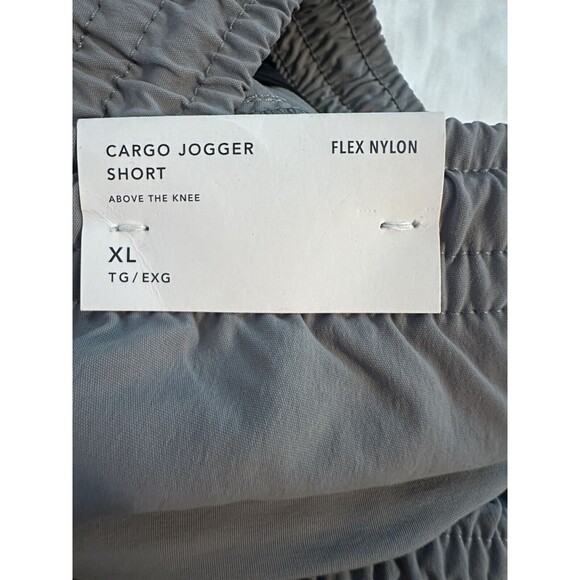 CARGO JOGGER
SHORT
FLEX NYLON
ABOVE THE KNEE
XL
TG/EXG